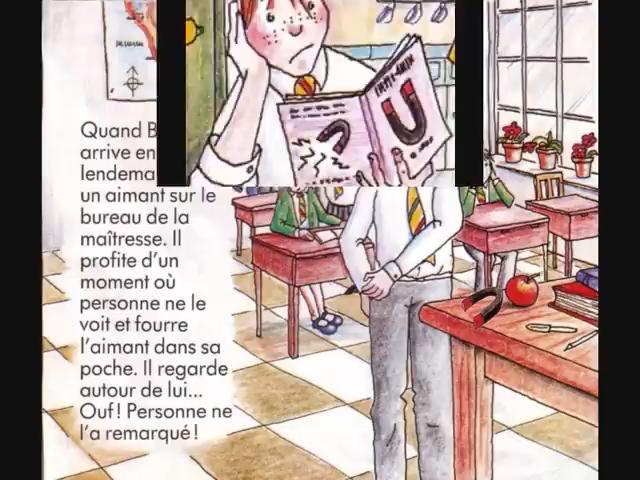 Quand B
arrive en
lendema
un aimant sur le
bureau de la
maîtresse. Il
profite d'un
moment où
personne ne le
voit et fourre
l'aimant dans sa
poche. Il regarde
autour de lui...
Ouf! Personne ne
l'a remarqué!